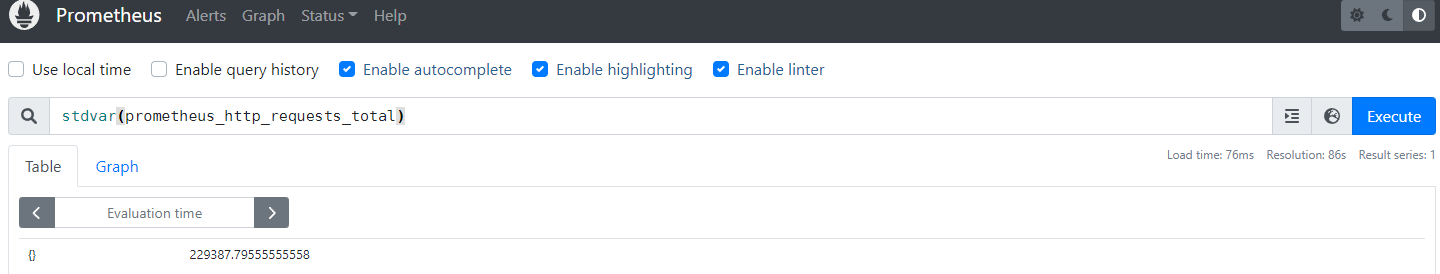 Prometheus Alerts Graph Status Help
Use local time Enable query history Enable autocomplete Enable highlighting Enable linter
stdvar(prometheus_http_requests_total) Execute
Table Graph Load time: 76ms Resolution: 86s Result series: 1
Evaluation time
{} 229387.79555555558